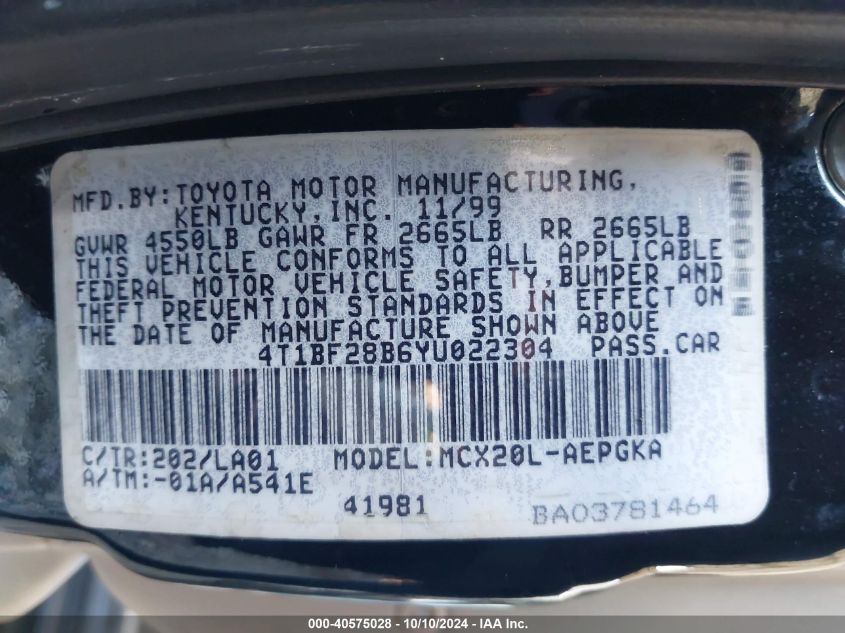 MFD.BY:TOYOTA MOTOR MANUFACTURING,
KENTUCKY,INC. 11/99
GVWR 4550LB GAWR FR 2665LB RR 2665LB
THIS VEHICLE CONFORMS TO ALL APPLICABLE
FEDERAL MOTOR VEHICLE SAFETY,BUMPER AND
THEFT PREVENTION STANDARDS IN EFFECT ON
THE DATE OF MANUFACTURE SHOWN ABOVE
4T1BF28B6YU022304 PASS.CAR
C/TR:202/LA01 MODEL:MCX20L-AEPGKA
A/TM:-01A/A541E
41981 BA03781464
000-40575028 - 10/10/2024 - IAA Inc.